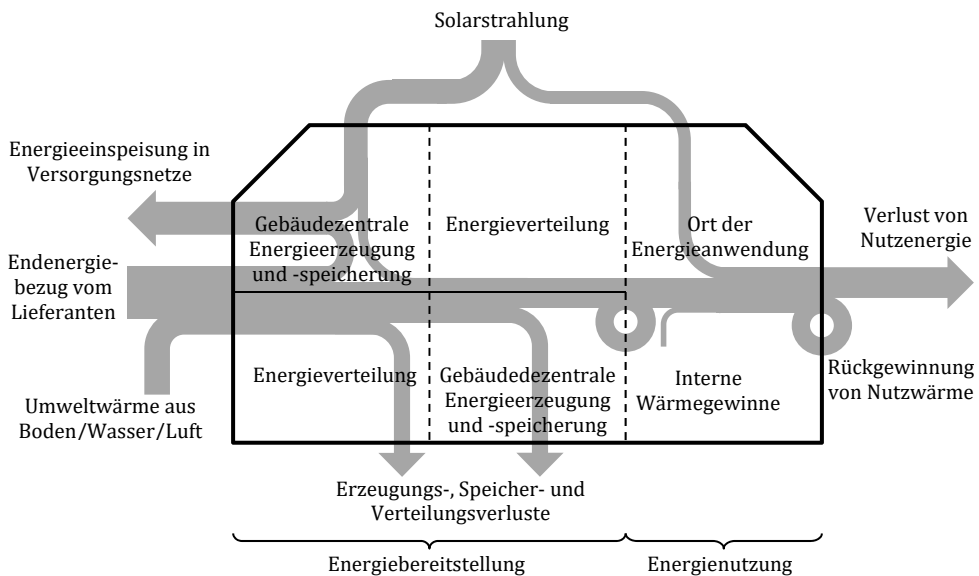 Solarstrahlung
Energieeinspeisung in
Versorgungsnetze
Gebäudezentrale
Energieerzeugung
und -speicherung
Energieverteilung
Ort der
Energieanwendung
Verlust von
Nutzenergie
Endenergie-
bezug vom
Lieferanten
Energieverteilung
Gebäudedezentrale
Energieerzeugung
und -speicherung
Interne
Wärmegewinne
Rückgewinnung
von Nutzwärme
Umweltwärme aus
Boden/Wasser/Luft
Erzeugungs-, Speicher- und
Verteilungsverluste
Energiebereitstellung
Energienutzung